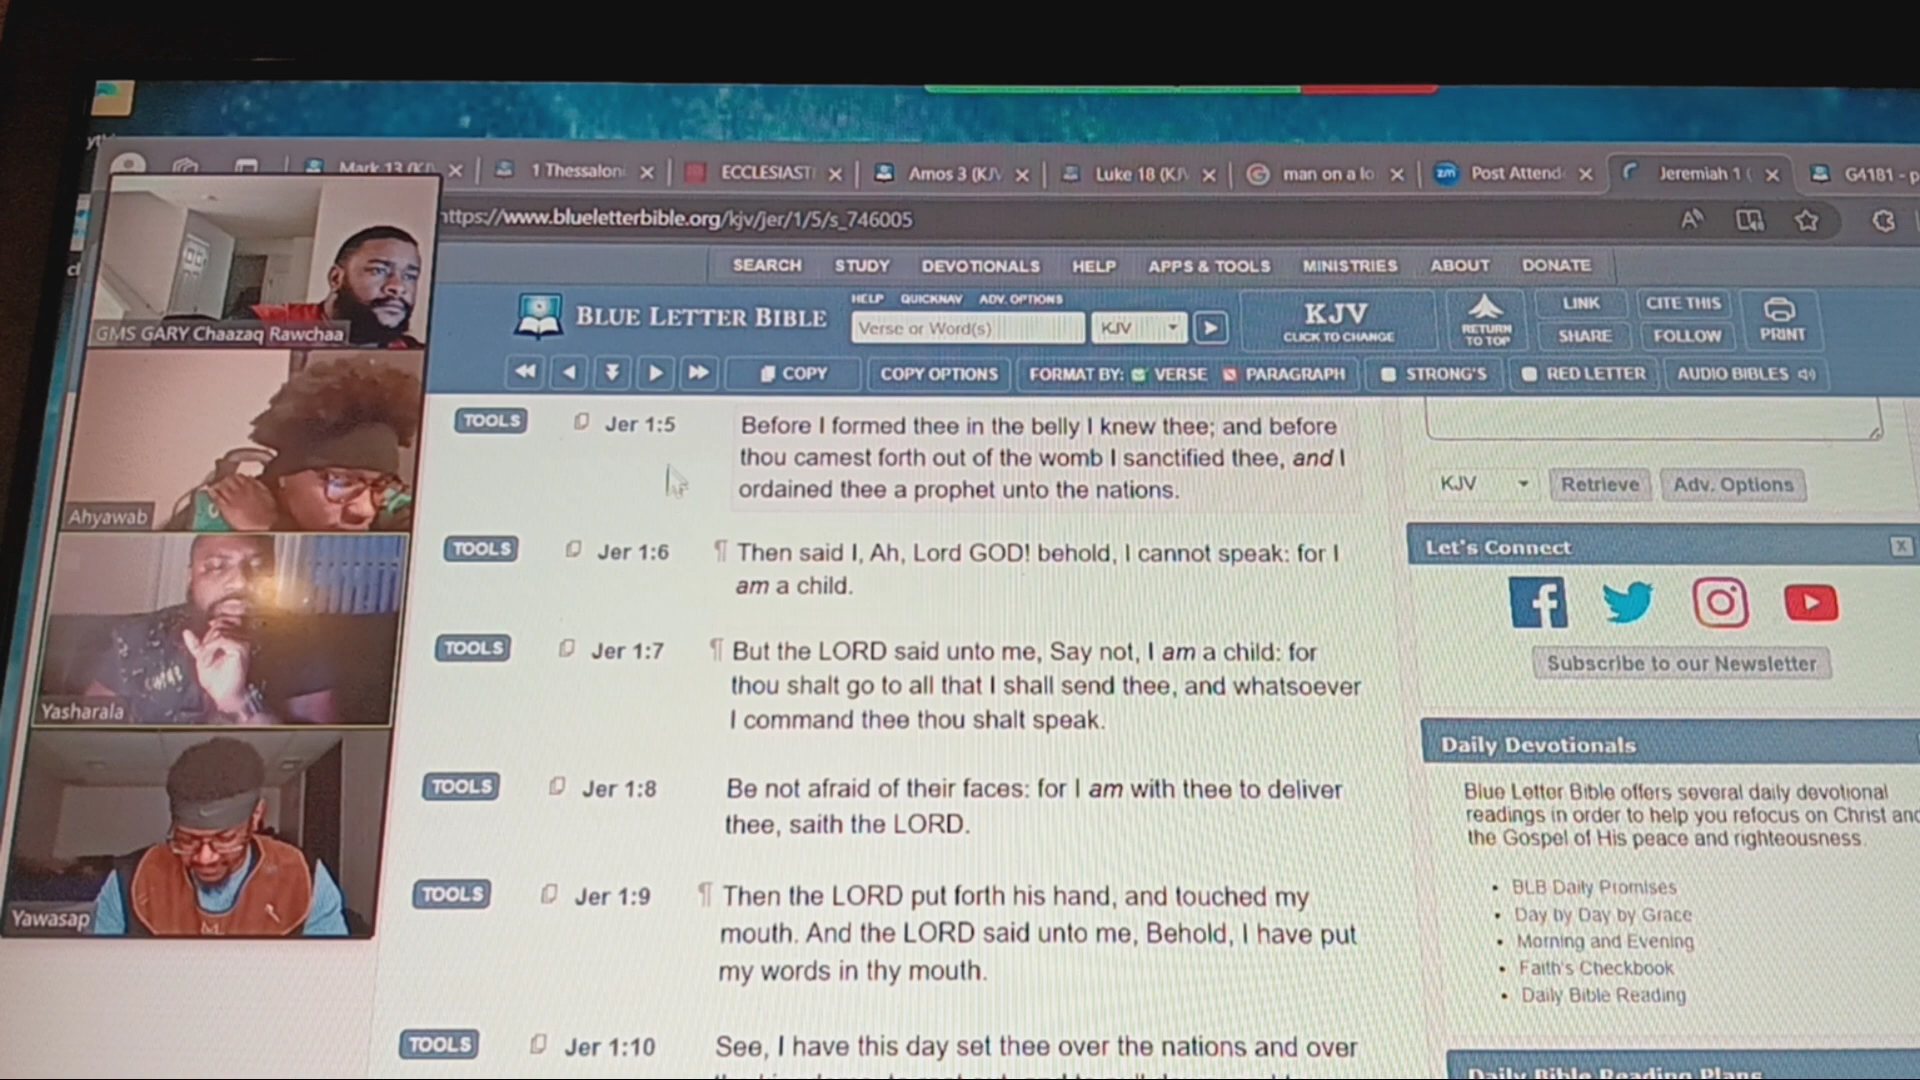 Mark 13 (KJ
1 Thessaloni
ECCLESIASTI
Amos 3 (KJV
Luke 18 (KJV
man on a lo
Post Attend
Jeremiah 1 (
G4181 - p
https://www.blueletterbible.org/kjv/jer/1/5/s_746005
SEARCH STUDY DEVOTIONALS HELP APPS & TOOLS MINISTRIES ABOUT DONATE
BLUE LETTER BIBLE
HELP QUICKNAV ADV. OPTIONS
Verse or Word(s)
KJV
KJV
CLICK TO CHANGE
RETURN
TO TOP
LINK
CITE THIS
SHARE
FOLLOW
PRINT
COPY
COPY OPTIONS
FORMAT BY: VERSE PARAGRAPH
STRONG'S
RED LETTER
AUDIO BIBLES
GMS GARY Chaazaq Rawchaa
Ahyawab
Yasharala
Yawasap
TOOLS Jer 1:5 Before I formed thee in the belly I knew thee; and before
thou camest forth out of the womb I sanctified thee, and I
ordained thee a prophet unto the nations.
TOOLS Jer 1:6 ¶ Then said I, Ah, Lord GOD! behold, I cannot speak: for I
am a child.
TOOLS Jer 1:7 ¶ But the LORD said unto me, Say not, I am a child: for
thou shalt go to all that I shall send thee, and whatsoever
I command thee thou shalt speak.
TOOLS Jer 1:8 Be not afraid of their faces: for I am with thee to deliver
thee, saith the LORD.
TOOLS Jer 1:9 ¶ Then the LORD put forth his hand, and touched my
mouth. And the LORD said unto me, Behold, I have put
my words in thy mouth.
TOOLS Jer 1:10 See, I have this day set thee over the nations and over
KJV
Retrieve
Adv. Options
Let's Connect
Subscribe to our Newsletter
Daily Devotionals
Blue Letter Bible offers several daily devotional
readings in order to help you refocus on Christ and
the Gospel of His peace and righteousness.
• BLB Daily Promises
• Day by Day by Grace
• Morning and Evening
• Faith's Checkbook
• Daily Bible Reading
Daily Bible Reading Plans